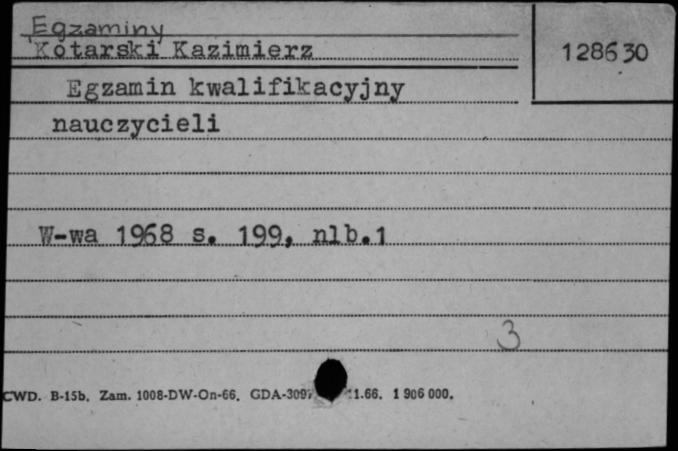 Egzaminy
Kotarski Kazimierz
128630
Egzamin kwalifikacyjny
nauczycieli
W-wa 1968 s. 199, nlb.1
3
CWD. B-15b. Zam. 1008-DW-On-66. GDA-309 11.66. 1 906 000.